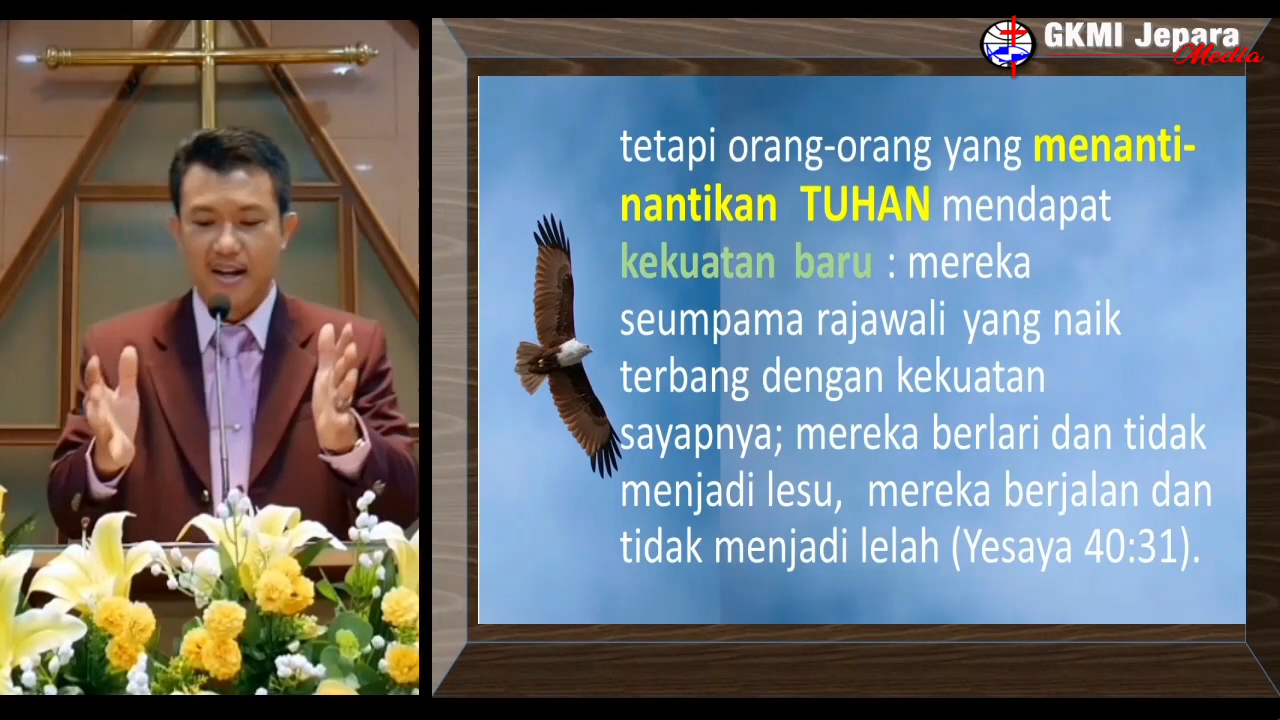 GKMI Jepara
Media
tetapi orang-orang yang menanti-
nantikan TUHAN mendapat
kekuatan baru : mereka
seumpama rajawali yang naik
terbang dengan kekuatan
sayapnya; mereka berlari dan tidak
menjadi lesu, mereka berjalan dan
tidak menjadi lelah (Yesaya 40:31).